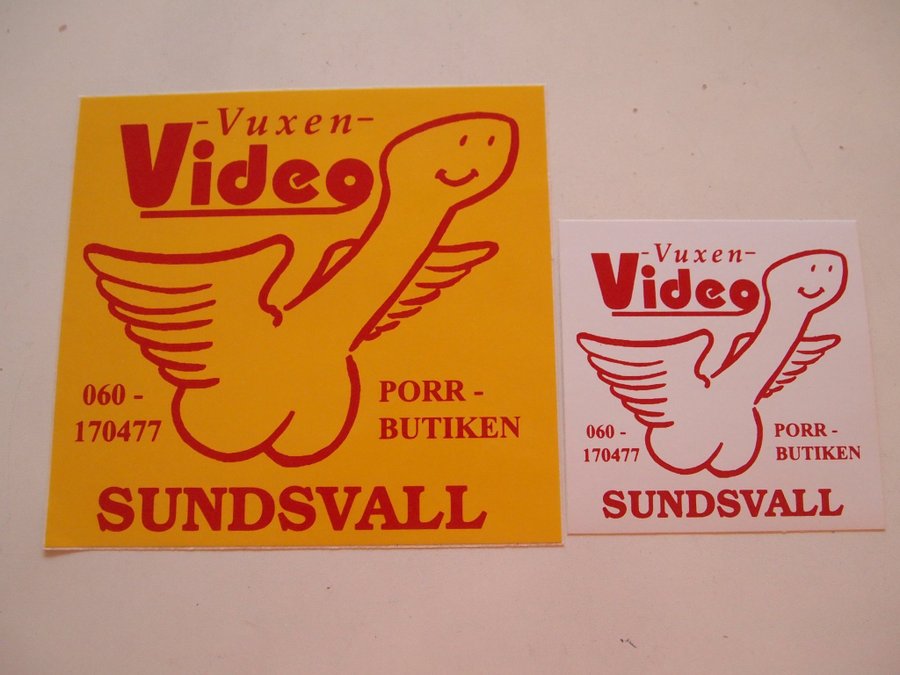 -Vuxen-
Video
060 -
170477
PORR -
BUTIKEN
SUNDSVALL
-Vuxen-
Video
060 -
170477
PORR -
BUTIKEN
SUNDSVALL